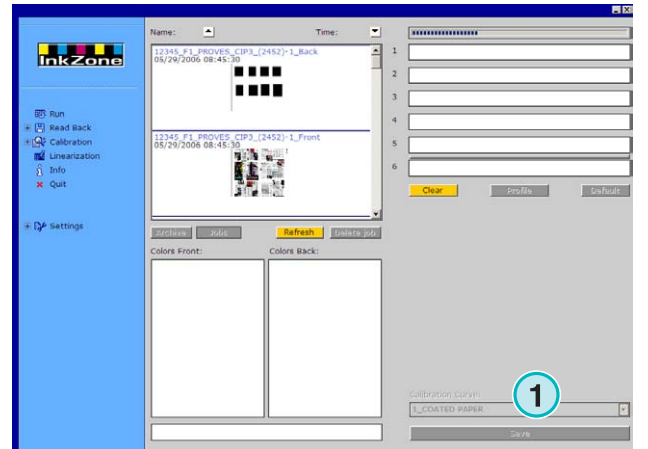 InkZone
Run
Read Back
Calibration
Linearization
Info
Quit
Settings
Name:
Time:
12345_F1_PROVES_CIP3_(2452)-1_Back
05/29/2006 08:45:30
12345_F1_PROVES_CIP3_(2452)-1_Front
05/29/2006 08:45:30
Archive
Jobs
Refresh
Delete job
Colors Front:
Colors Back:
1
2
3
4
5
6
Clear
Profile
Default
Calibration Curve:
1_COATED PAPER
1
Save